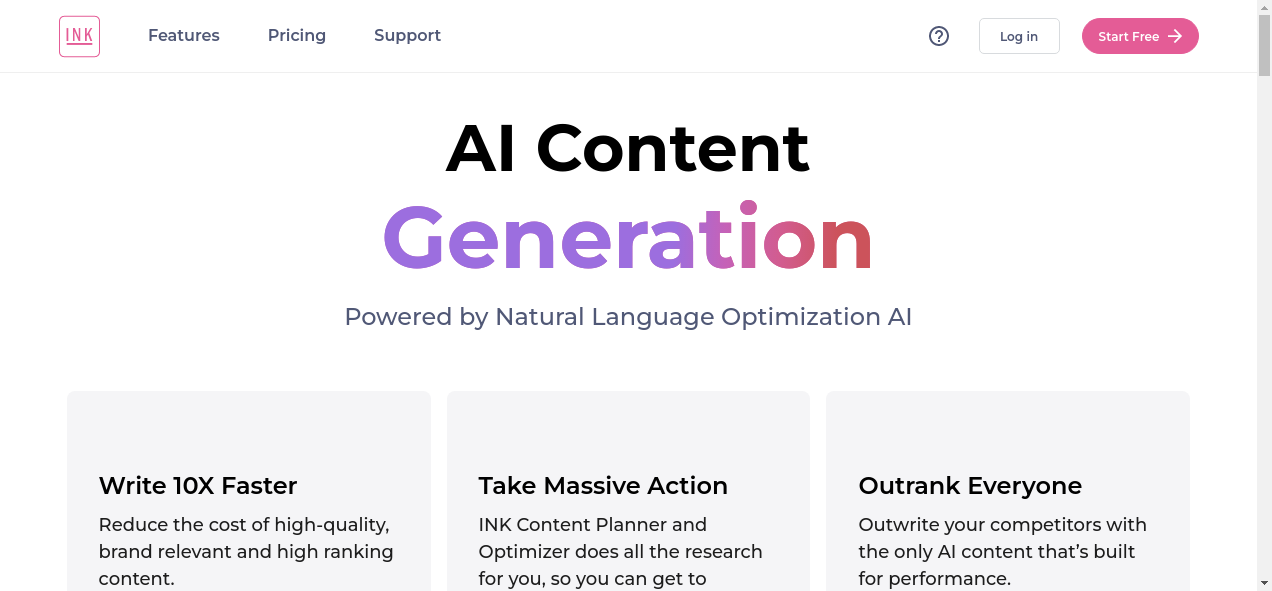 INK
Features
Pricing
Support
Log in
Start Free
AI Content
Generation
Powered by Natural Language Optimization AI
Write 10X Faster
Reduce the cost of high-quality,
brand relevant and high ranking
content.
Take Massive Action
INK Content Planner and
Optimizer does all the research
for you, so you can get to
Outrank Everyone
Outwrite your competitors with
the only AI content that’s built
for performance.